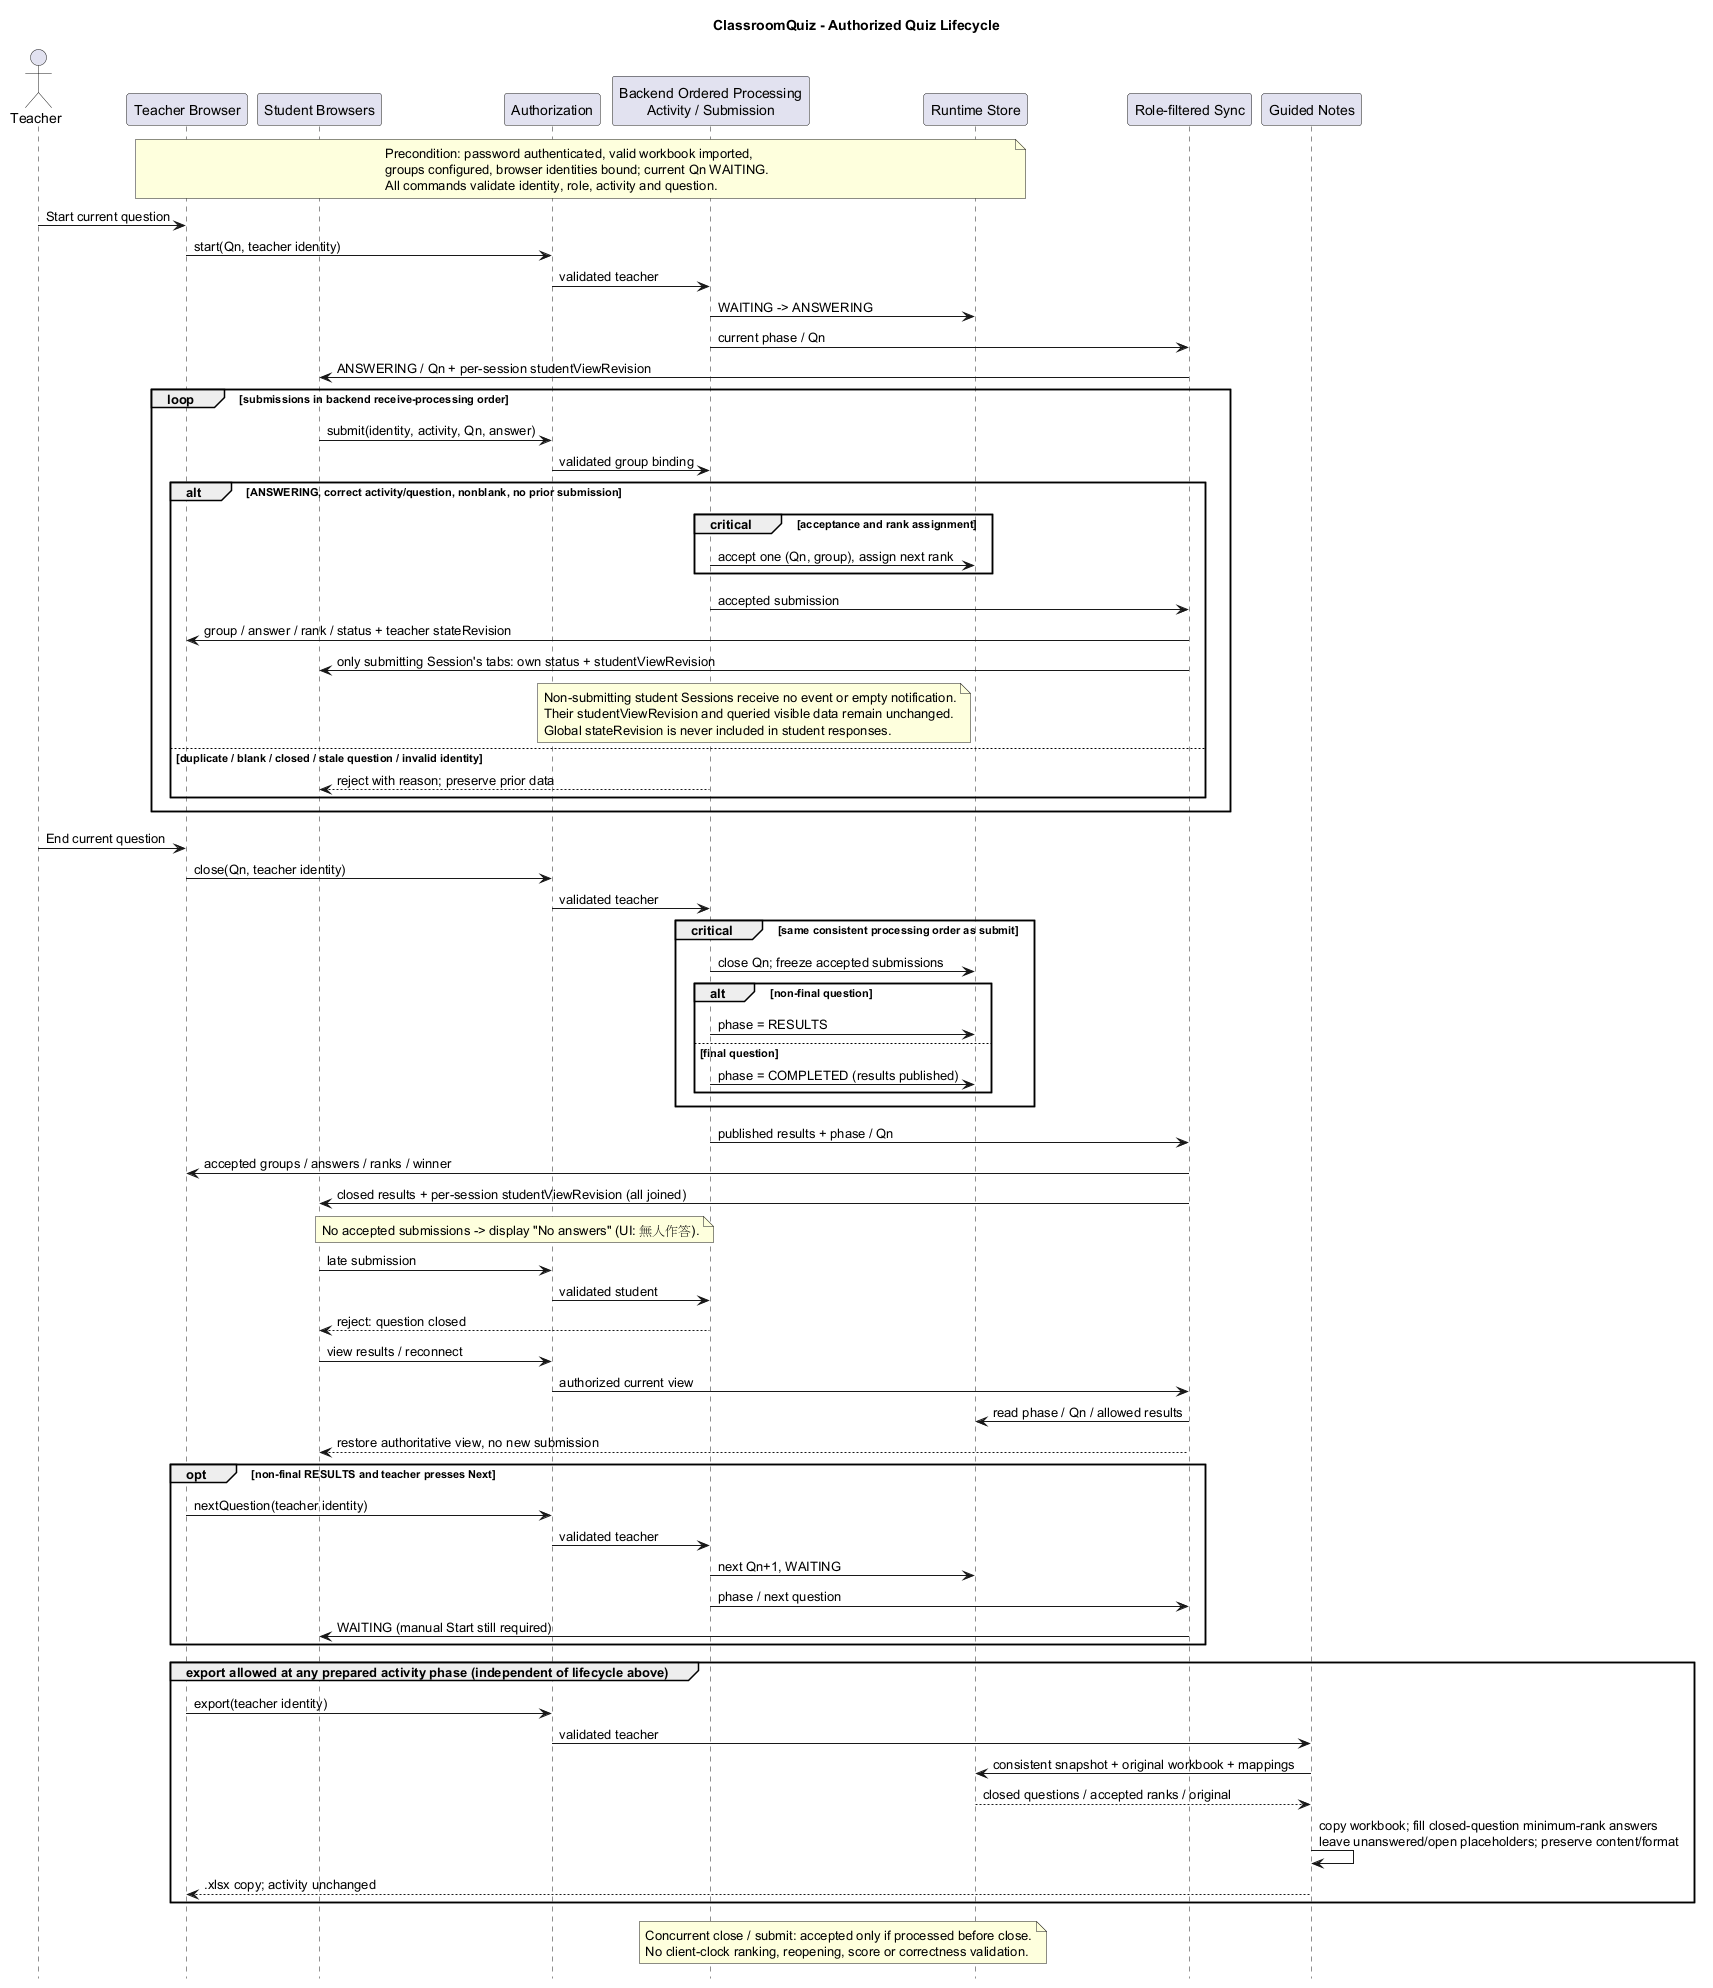 ClassroomQuiz - Authorized Quiz Lifecycle
Teacher
Teacher Browser
Student Browsers
Authorization
Backend Ordered Processing
Activity / Submission
Runtime Store
Role-filtered Sync
Guided Notes
Precondition: password authenticated, valid workbook imported,
groups configured, browser identities bound; current Qn WAITING.
All commands validate identity, role, activity and question.
Start current question
start(Qn, teacher identity)
validated teacher
WAITING -> ANSWERING
current phase / Qn
ANSWERING / Qn + per-session studentViewRevision
loop [submissions in backend receive-processing order]
submit(identity, activity, Qn, answer)
validated group binding
alt [ANSWERING, correct activity/question, nonblank, no prior submission]
critical [acceptance and rank assignment]
accept one (Qn, group), assign next rank
accepted submission
group / answer / rank / status + teacher stateRevision
only submitting Session's tabs: own status + studentViewRevision
Non-submitting student Sessions receive no event or empty notification.
Their studentViewRevision and queried visible data remain unchanged.
Global stateRevision is never included in student responses.
[duplicate / blank / closed / stale question / invalid identity]
reject with reason; preserve prior data
End current question
close(Qn, teacher identity)
validated teacher
critical [same consistent processing order as submit]
close Qn; freeze accepted submissions
alt [non-final question]
phase = RESULTS
[final question]
phase = COMPLETED (results published)
published results + phase / Qn
accepted groups / answers / ranks / winner
closed results + per-session studentViewRevision (all joined)
No accepted submissions -> display "No answers" (UI: 無人作答).
late submission
validated student
reject: question closed
view results / reconnect
authorized current view
read phase / Qn / allowed results
restore authoritative view, no new submission
opt [non-final RESULTS and teacher presses Next]
nextQuestion(teacher identity)
validated teacher
next Qn+1, WAITING
phase / next question
WAITING (manual Start still required)
export allowed at any prepared activity phase (independent of lifecycle above)
export(teacher identity)
validated teacher
consistent snapshot + original workbook + mappings
closed questions / accepted ranks / original
copy workbook; fill closed-question minimum-rank answers
leave unanswered/open placeholders; preserve content/format
.xlsx copy; activity unchanged
Concurrent close / submit: accepted only if processed before close.
No client-clock ranking, reopening, score or correctness validation.